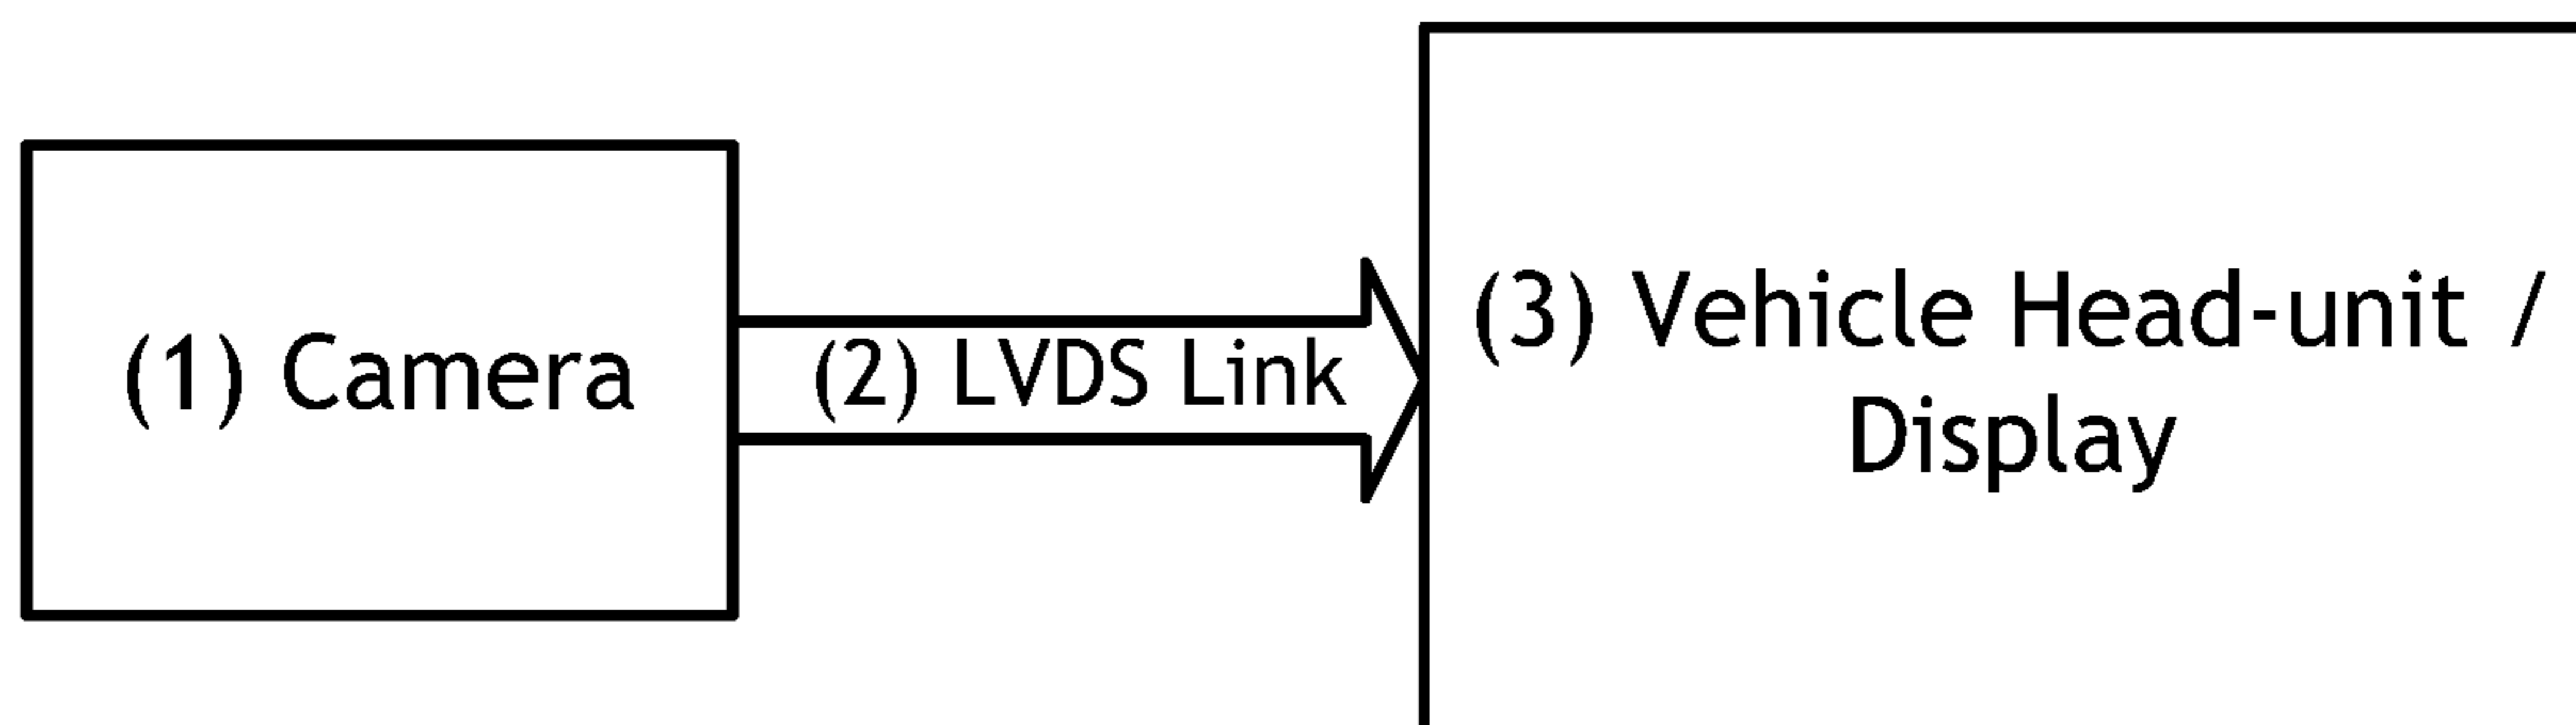 (1) Camera
(2) LVDS Link
(3) Vehicle Head-unit /
Display